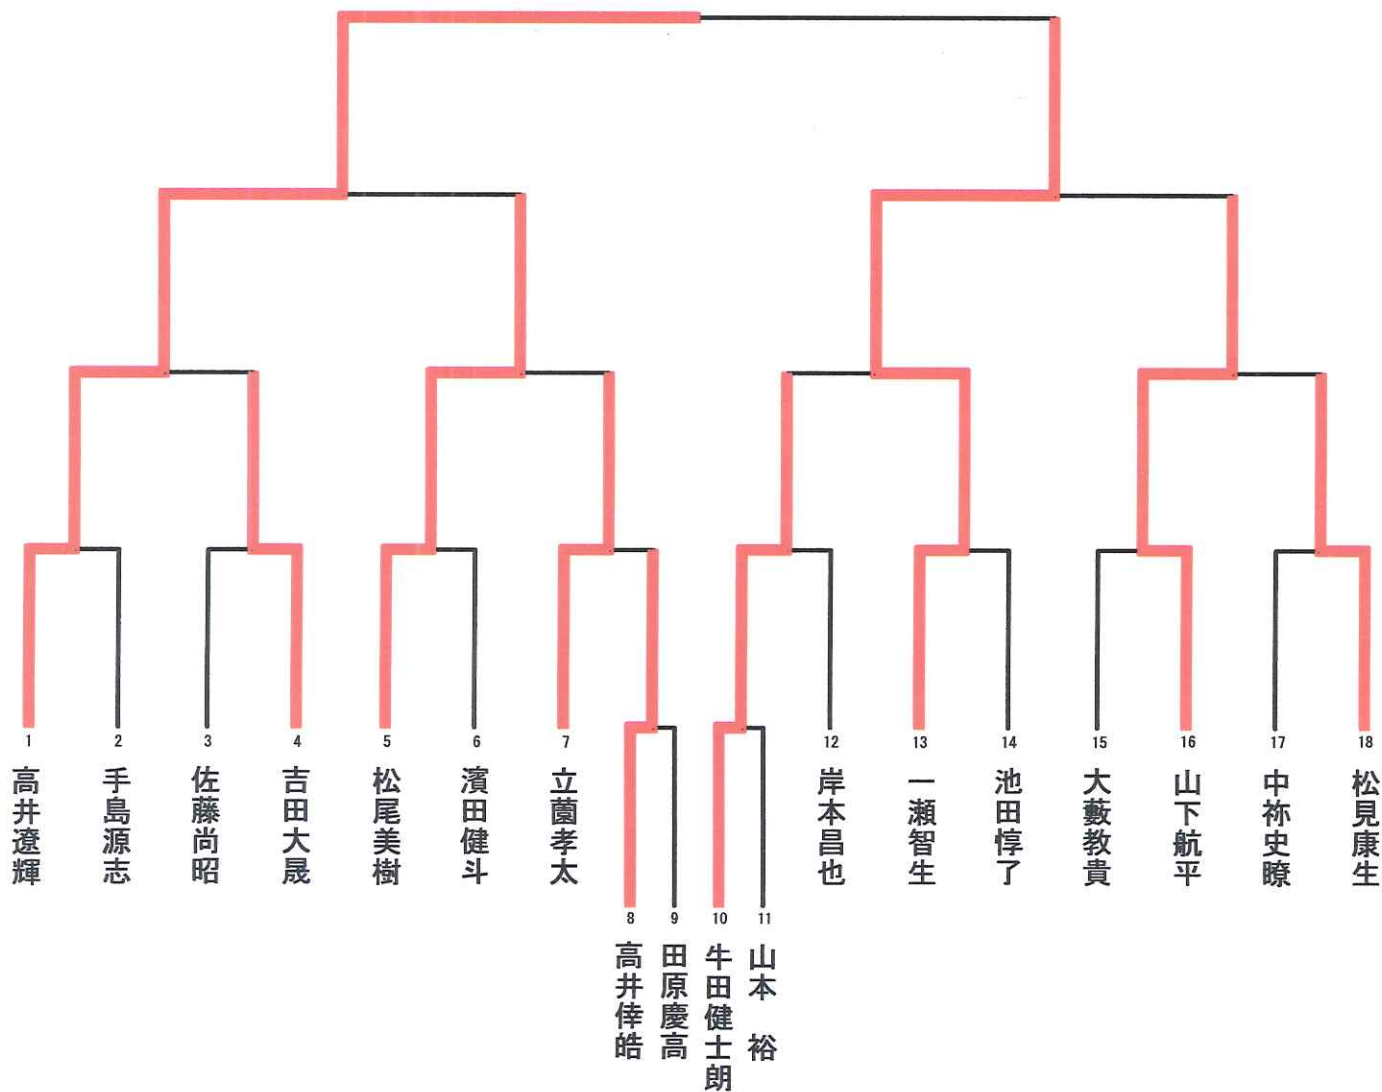 1
高井遼輝
2
手島源志
3
佐藤尚昭
4
吉田大晟
5
松尾美樹
6
濱田健斗
7
立薗孝太
8
高井倖皓
9
田原慶高
10
牛田健士朗
11
山本 裕
12
岸本昌也
13
一瀬智生
14
池田惇了
15
大藪教貴
16
山下航平
17
中祢史瞭
18
松見康生